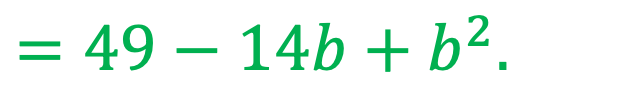 = 49 − 14b + b².